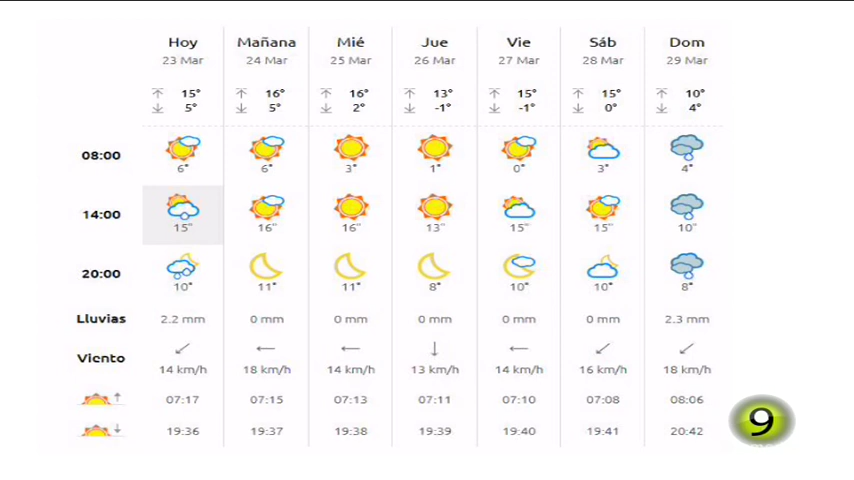 Hoy Mañana Mié Jue Vie Sáb Dom
23 Mar 24 Mar 25 Mar 26 Mar 27 Mar 28 Mar 29 Mar
15° 16° 16° 13° 15° 15° 10°
5° 5° 2° -1° -1° 0° 4°
08:00
6° 6° 3° 1° 0° 3° 4°
14:00
15° 16° 16° 13° 15° 15° 10°
20:00
10° 11° 11° 8° 10° 10° 8°
Lluvias 2.2 mm 0 mm 0 mm 0 mm 0 mm 0 mm 2.3 mm
Viento
14 km/h 18 km/h 14 km/h 13 km/h 14 km/h 16 km/h 18 km/h
07:17 07:15 07:13 07:11 07:10 07:08 08:06
19:36 19:37 19:38 19:39 19:40 19:41 20:42
9